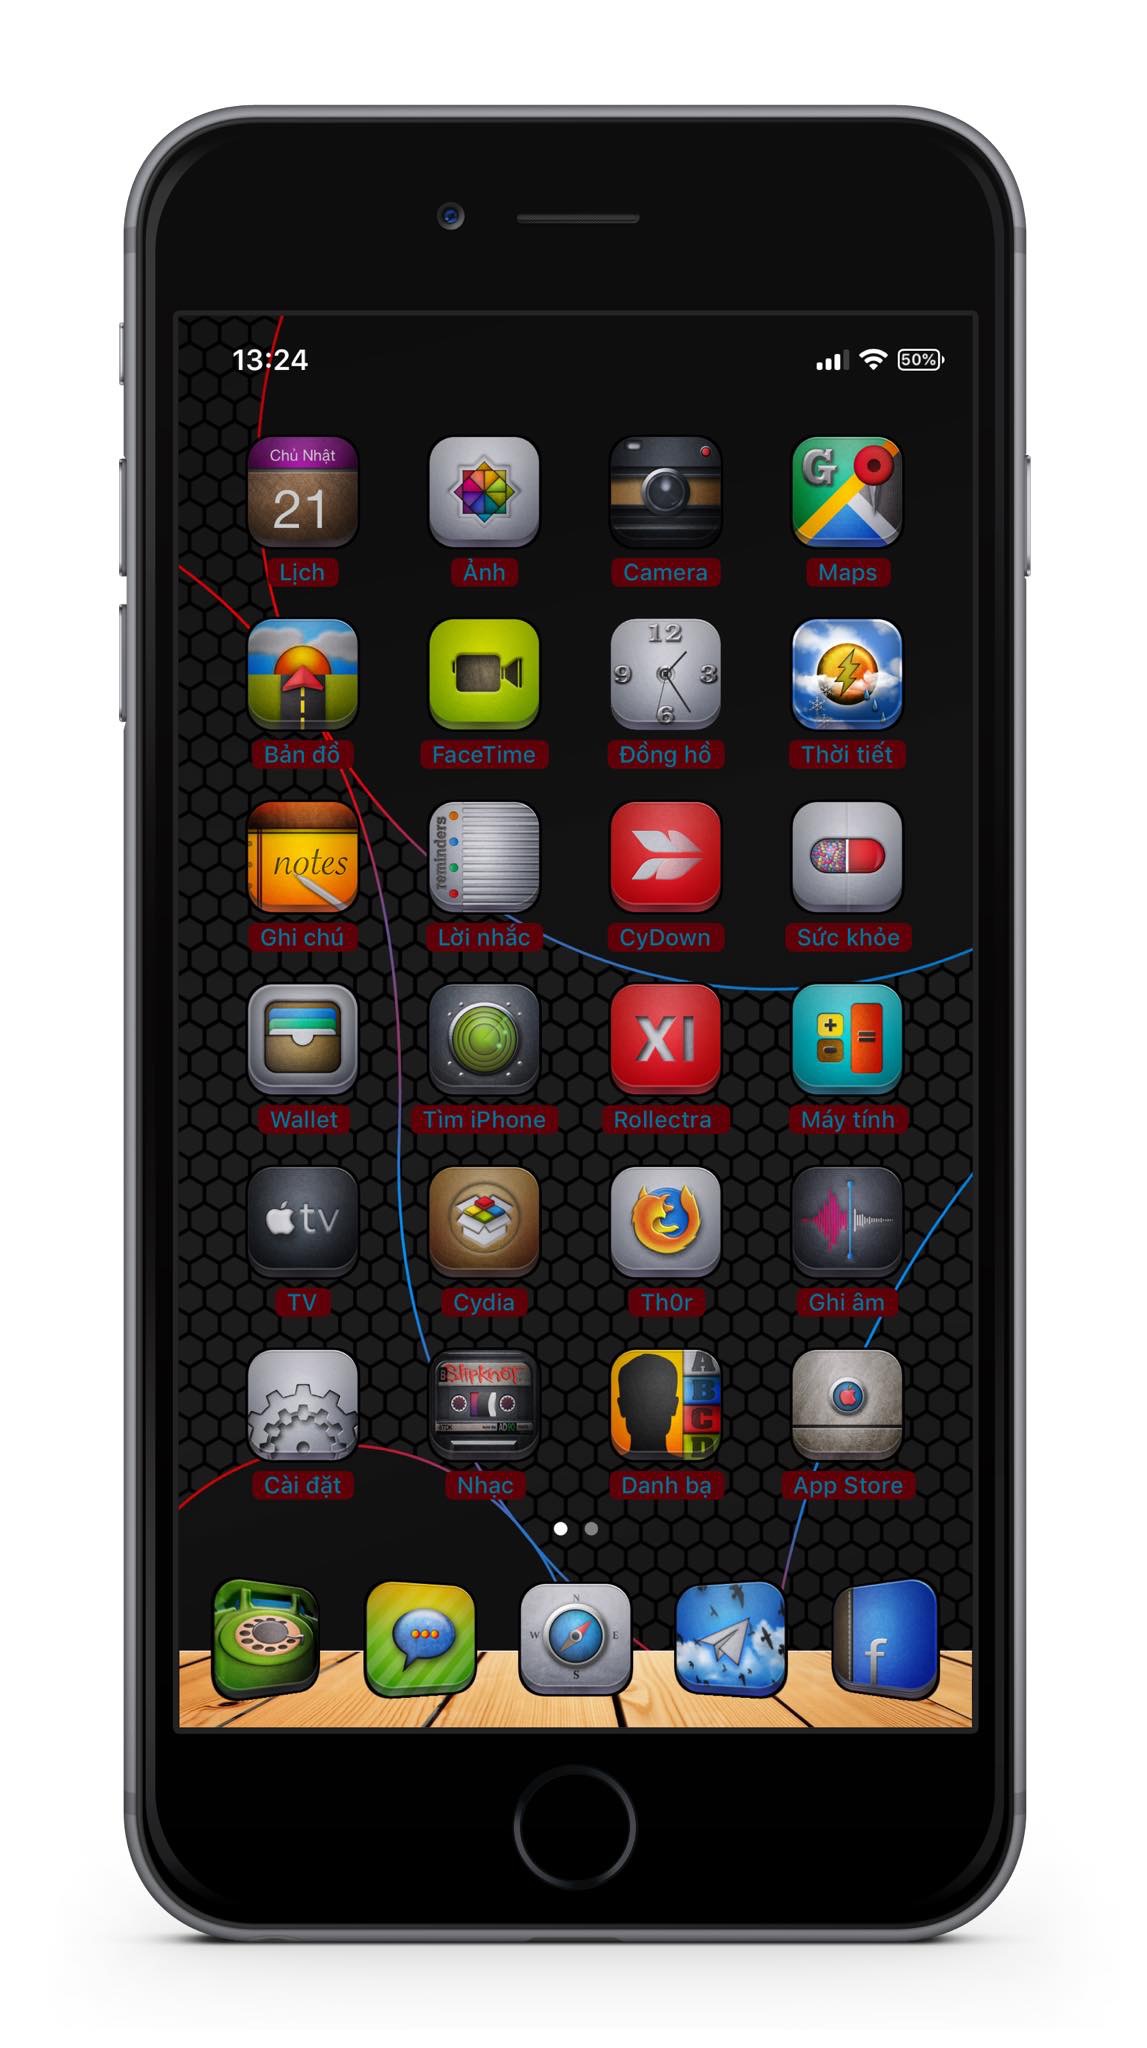 13:24
50%
Chủ Nhật
21
G
Lịch
Ảnh
Camera
Maps
12
9
3
6
Bản đồ
FaceTime
Đồng hồ
Thời tiết
notes
reminders
Ghi chú
Lời nhắc
CyDown
Sức khỏe
XI
Wallet
Tìm iPhone
Rollectra
Máy tính
tv
TV
Cydia
Th0r
Ghi âm
Slipknot
A
B
C
D
Cài đặt
Nhạc
Danh bạ
App Store
N
W
E
S
f